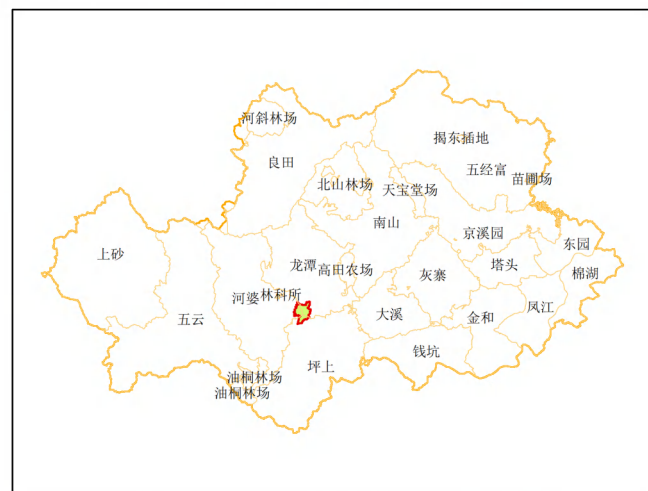 河斜林场
揭东插地
良田
五经富
苗圃场
北山林场
天宝堂场
南山
京溪园
东园
上砂
龙潭
高田农场
灰寨
塔头
棉湖
河婆
林科所
五云
大溪
金和
凤江
坪上
钱坑
油桐林场
油桐林场